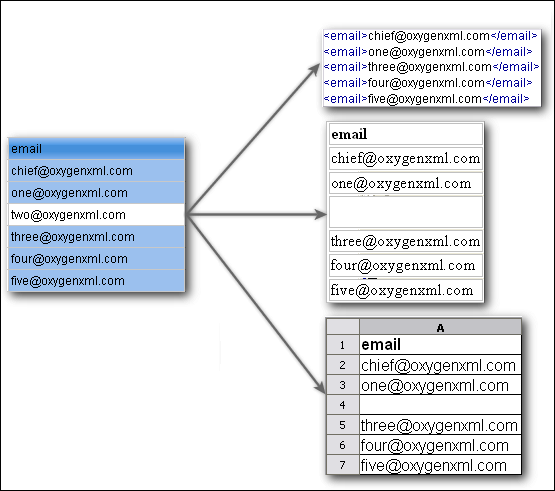 email
chief@oxygenxml.com
one@oxygenxml.com
two@oxygenxml.com
three@oxygenxml.com
four@oxygenxml.com
five@oxygenxml.com
<email>chief@oxygenxml.com</email>
<email>one@oxygenxml.com</email>
<email>three@oxygenxml.com</email>
<email>four@oxygenxml.com</email>
<email>five@oxygenxml.com</email>
email
chief@oxygenxml.com
one@oxygenxml.com
three@oxygenxml.com
four@oxygenxml.com
five@oxygenxml.com
A
1 email
2 chief@oxygenxml.com
3 one@oxygenxml.com
4
5 three@oxygenxml.com
6 four@oxygenxml.com
7 five@oxygenxml.com